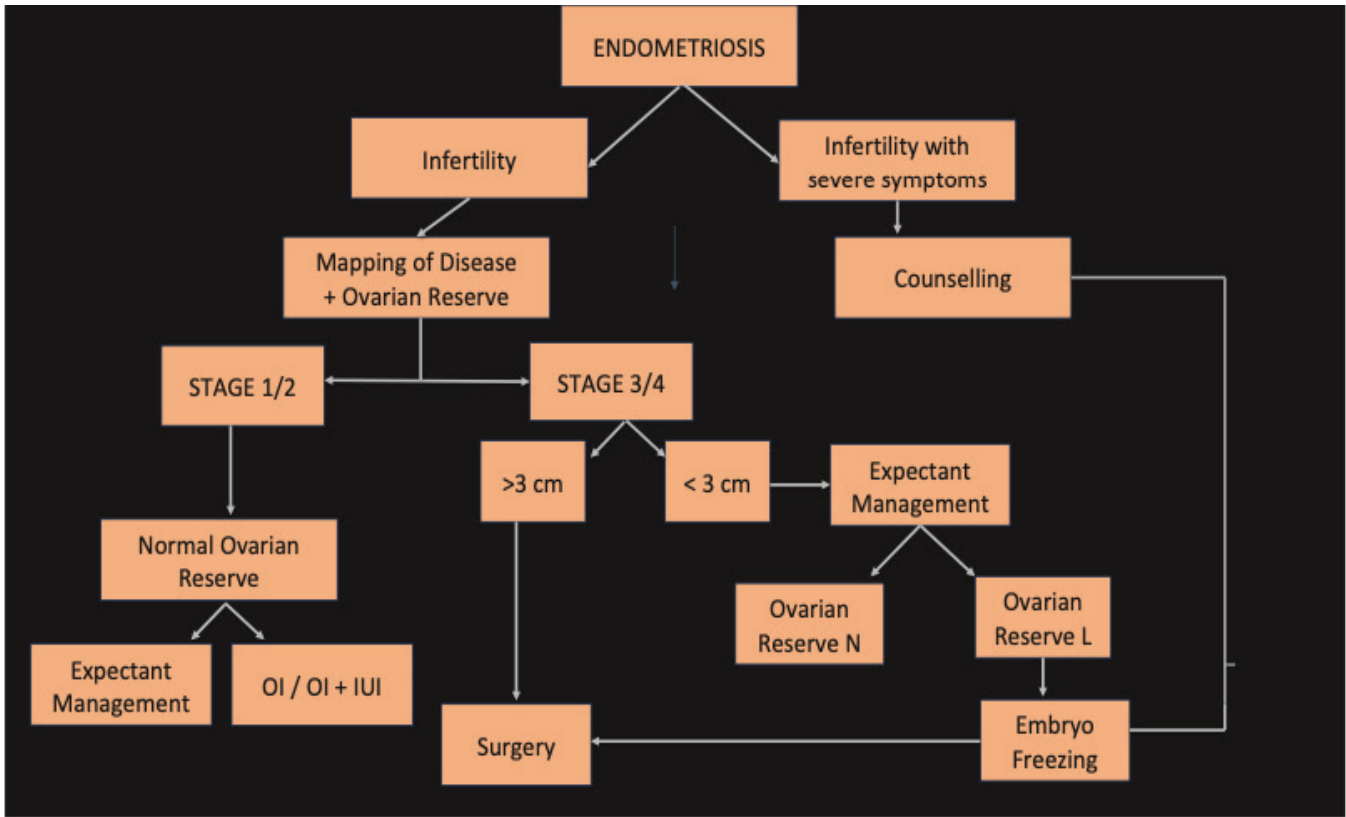 ENDOMETRIOSIS
Infertility
Infertility with
severe symptoms
Mapping of Disease
+ Ovarian Reserve
Counselling
STAGE 1/2
STAGE 3/4
>3 cm
< 3 cm
Expectant
Management
Normal Ovarian
Reserve
Ovarian
Reserve N
Ovarian
Reserve L
Expectant
Management
OI / OI + IUI
Surgery
Embryo
Freezing